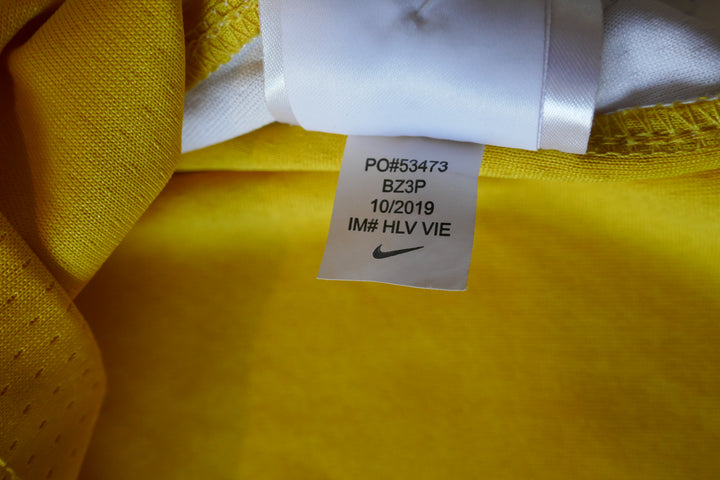 PO#53473
BZ3P
10/2019
IM# HLV VIE